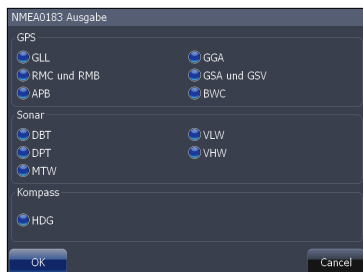 NMEA0183 Ausgabe
GPS
GLL GGA
RMC und RMB GSA und GSV
APB BWC
Sonar
DBT VLW
DPT VHW
MTW
Kompass
HDG
OK Cancel